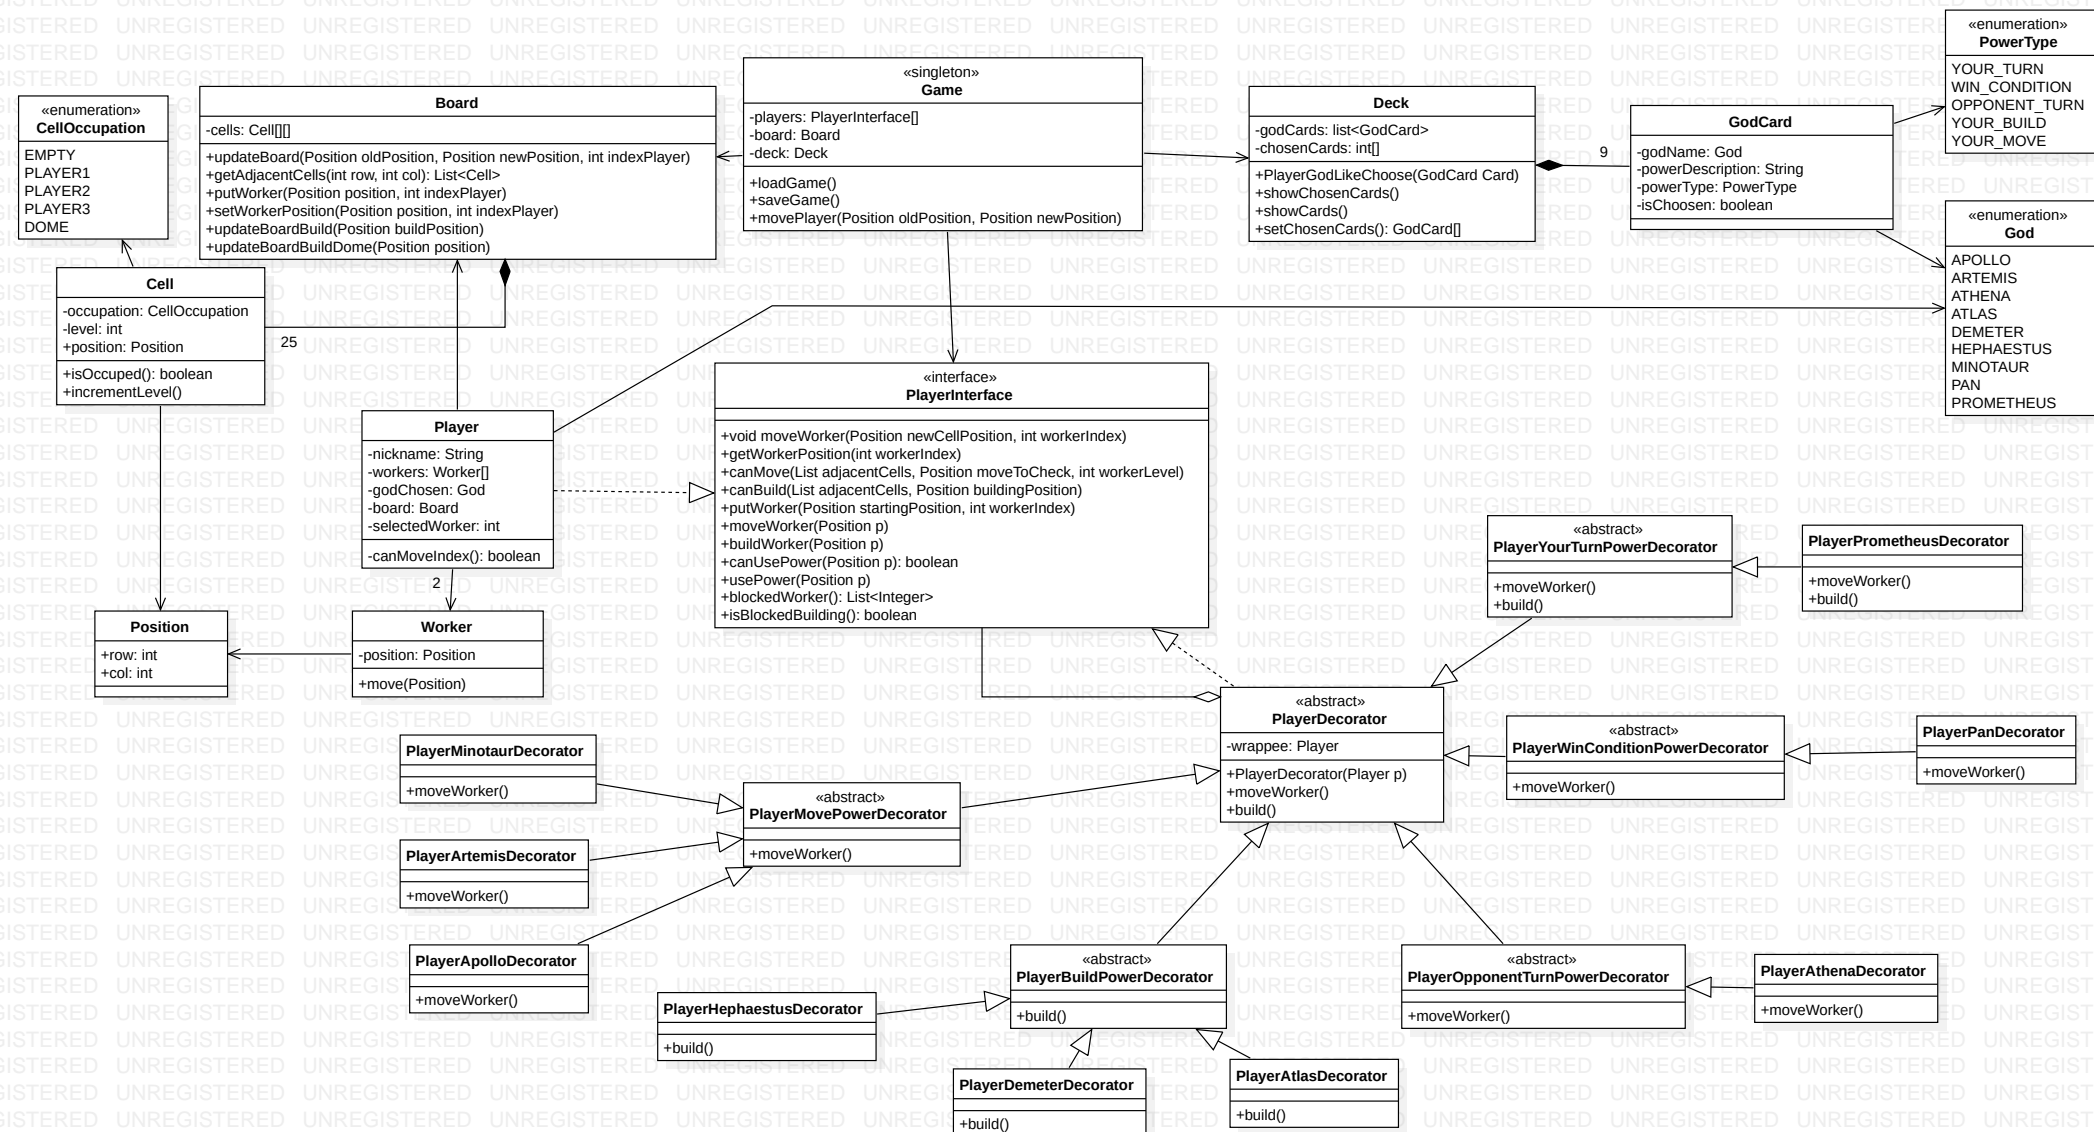 «enumeration»
CellOccupation
EMPTY
PLAYER1
PLAYER2
PLAYER3
DOME
Board
-cells: Cell[][]
+updateBoard(Position oldPosition, Position newPosition, int indexPlayer)
+getAdjacentCells(int row, int col): List<Cell>
+putWorker(Position position, int indexPlayer)
+setWorkerPosition(Position position, int indexPlayer)
+updateBoardBuild(Position buildPosition)
+updateBoardBuildDome(Position position)
«singleton»
Game
-players: PlayerInterface[]
-board: Board
-deck: Deck
+loadGame()
+saveGame()
+movePlayer(Position oldPosition, Position newPosition)
Deck
-godCards: list<GodCard>
-chosenCards: int[]
+PlayerGodLikeChoose(GodCard Card)
+showChosenCards()
+showCards()
+setChosenCards(): GodCard[]
9
GodCard
-godName: God
-powerDescription: String
-powerType: PowerType
-isChoosen: boolean
«enumeration»
PowerType
YOUR_TURN
WIN_CONDITION
OPPONENT_TURN
YOUR_BUILD
YOUR_MOVE
«enumeration»
God
APOLLO
ARTEMIS
ATHENA
ATLAS
DEMETER
HEPHAESTUS
MINOTAUR
PAN
PROMETHEUS
Cell
-occupation: CellOccupation
-level: int
+position: Position
+isOccuped(): boolean
+incrementLevel()
25
Player
-nickname: String
-workers: Worker[]
-godChosen: God
-board: Board
-selectedWorker: int
-canMoveIndex(): boolean
2
«interface»
PlayerInterface
+void moveWorker(Position newCellPosition, int workerIndex)
+getWorkerPosition(int workerIndex)
+canMove(List adjacentCells, Position moveToCheck, int workerLevel)
+canBuild(List adjacentCells, Position buildingPosition)
+putWorker(Position startingPosition, int workerIndex)
+moveWorker(Position p)
+buildWorker(Position p)
+canUsePower(Position p): boolean
+usePower(Position p)
+blockedWorker(): List<Integer>
+isBlockedBuilding(): boolean
Position
+row: int
+col: int
Worker
-position: Position
+move(Position)
«abstract»
PlayerYourTurnPowerDecorator
+moveWorker()
+build()
PlayerPrometheusDecorator
+moveWorker()
+build()
«abstract»
PlayerDecorator
-wrappee: Player
+PlayerDecorator(Player p)
+moveWorker()
+build()
«abstract»
PlayerWinConditionPowerDecorator
+moveWorker()
PlayerPanDecorator
+moveWorker()
PlayerMinotaurDecorator
+moveWorker()
«abstract»
PlayerMovePowerDecorator
+moveWorker()
PlayerArtemisDecorator
+moveWorker()
PlayerApolloDecorator
+moveWorker()
«abstract»
PlayerBuildPowerDecorator
+build()
«abstract»
PlayerOpponentTurnPowerDecorator
+moveWorker()
PlayerAthenaDecorator
+moveWorker()
PlayerHephaestusDecorator
+build()
PlayerDemeterDecorator
+build()
PlayerAtlasDecorator
+build()